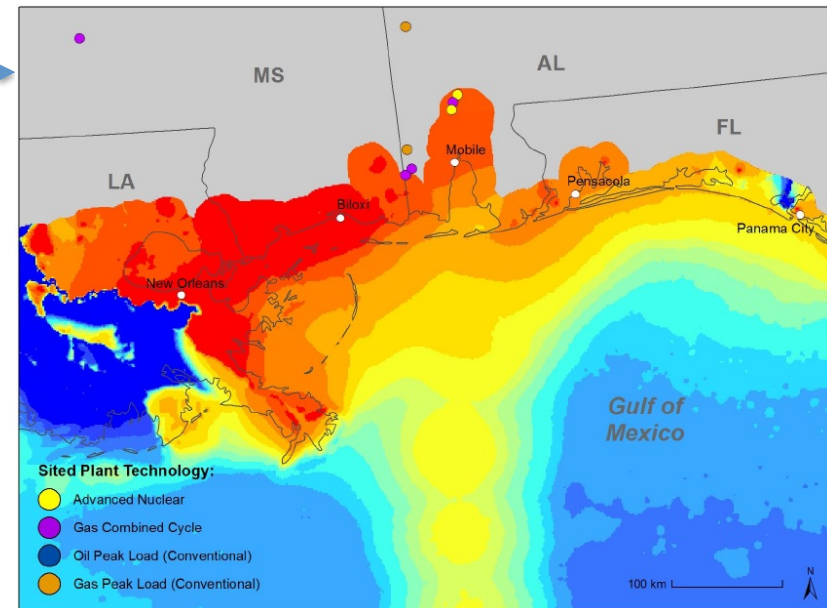 MS
AL
FL
LA
Mobile
Biloxi
Pensacola
Panama City
New Orleans
Gulf of
Mexico
Sited Plant Technology:
Advanced Nuclear
Gas Combined Cycle
Oil Peak Load (Conventional)
Gas Peak Load (Conventional)
100 km
N